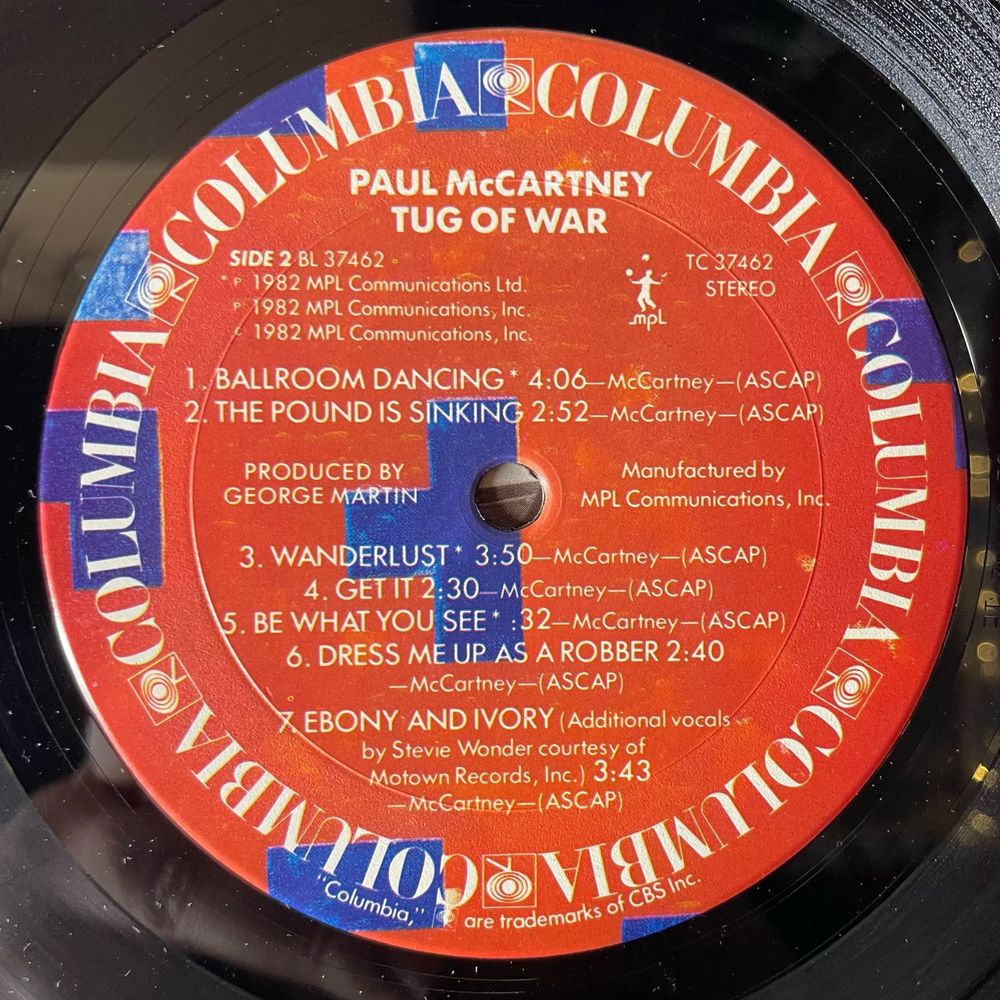 COLUMBIA COLUMBIA COLUMBIA COLUMBIA COLUMBIA COLUMBIA COLUMBIA COLUMBIA
PAUL McCARTNEY
TUG OF WAR
SIDE 2 BL 37462
TC 37462
* P 1982 MPL Communications Ltd.
STEREO
P 1982 MPL Communications, Inc.
C 1982 MPL Communications, Inc.
mpL
1. BALLROOM DANCING* 4:06—McCartney—(ASCAP)
2. THE POUND IS SINKING 2:52—McCartney—(ASCAP)
PRODUCED BY
GEORGE MARTIN
Manufactured by
MPL Communications, Inc.
3. WANDERLUST* 3:50—McCartney—(ASCAP)
4. GET IT 2:30—McCartney—(ASCAP)
5. BE WHAT YOU SEE* :32—McCartney—(ASCAP)
6. DRESS ME UP AS A ROBBER 2:40
—McCartney—(ASCAP)
7. EBONY AND IVORY (Additional vocals
by Stevie Wonder courtesy of
Motown Records, Inc.) 3:43
—McCartney—(ASCAP)
"Columbia," are trademarks of CBS Inc.